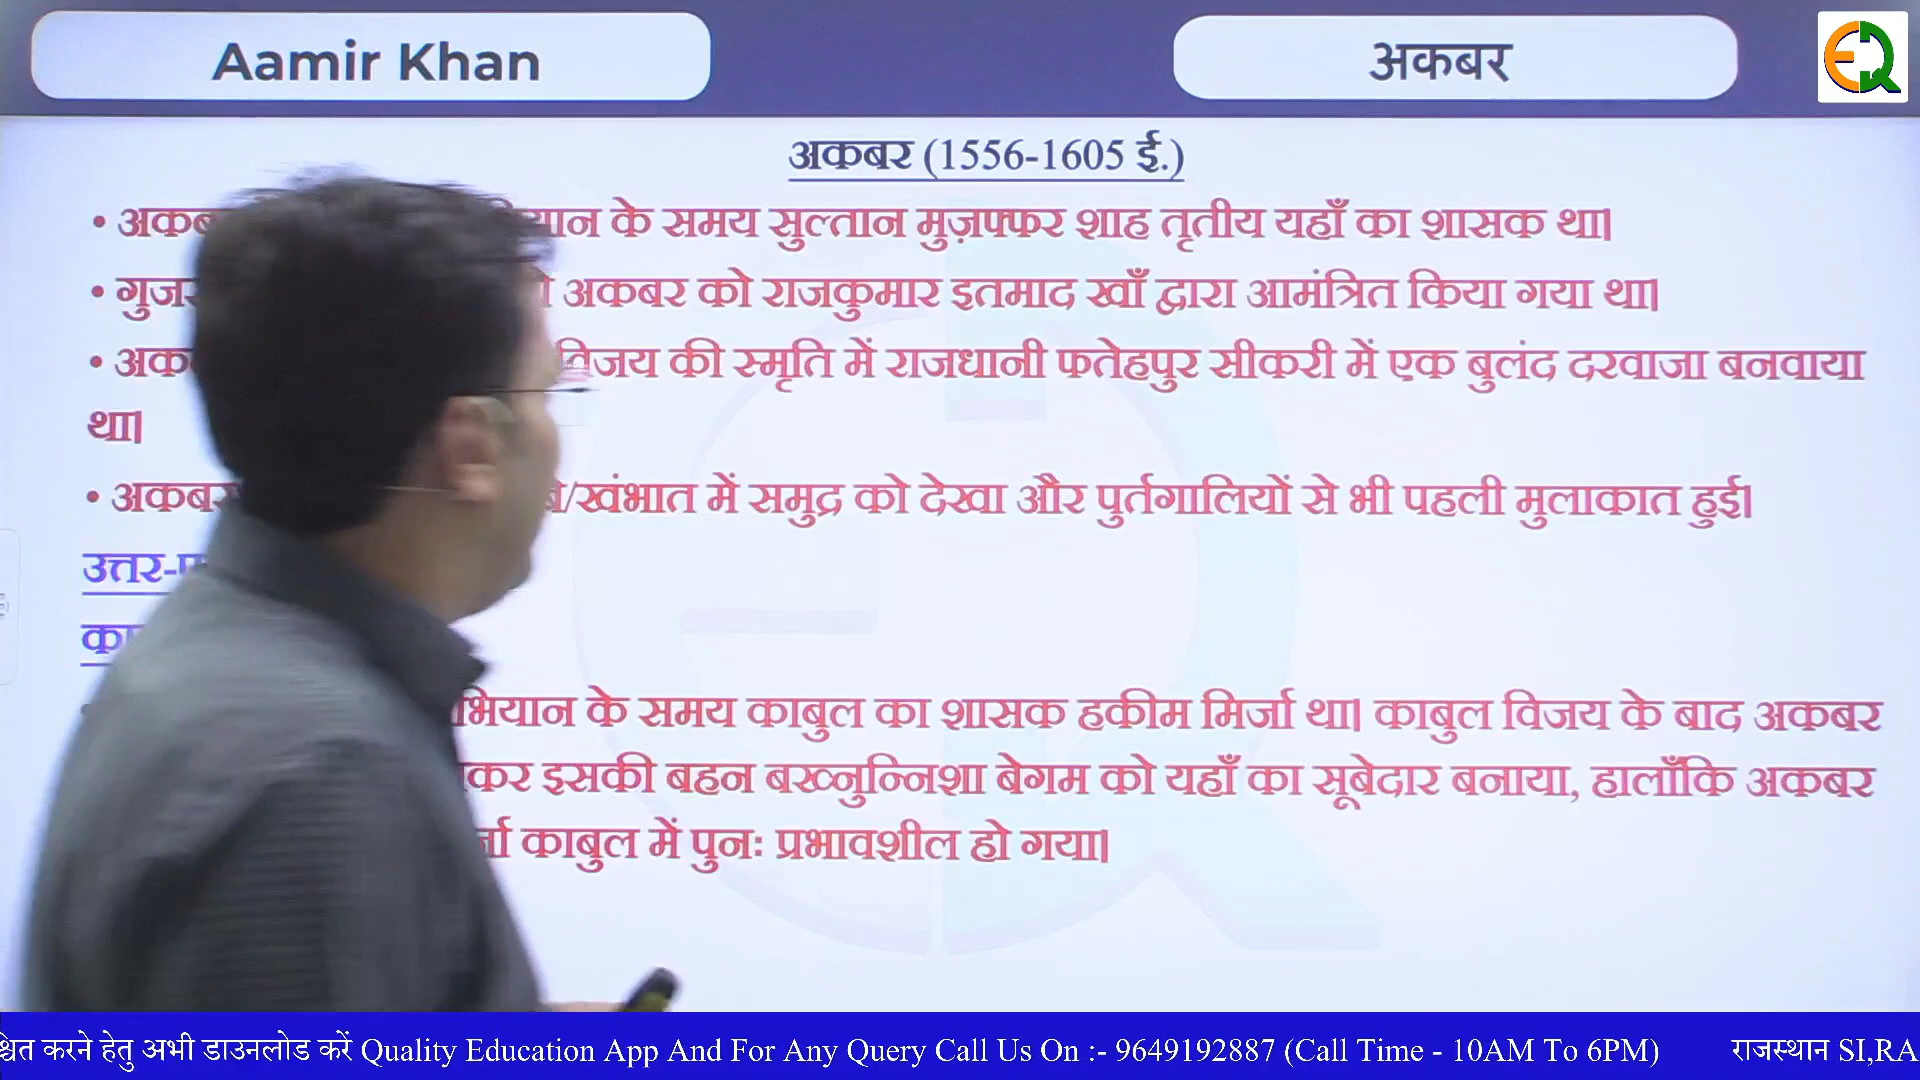 Aamir Khan
अकबर
अकबर (1556-1605 ई.)
• के समय सुल्तान मुज़फ्फर शाह तृतीय यहाँ का शासक था।
• अकबर को राजकुमार इतमाद खाँ द्वारा आमंत्रित किया गया था।
• विजय की स्मृति में राजधानी फतेहपुर सीकरी में एक बुलंद दरवाजा बनवाया
था।
• अकबर /खंभात में समुद्र को देखा और पुर्तगालियों से भी पहली मुलाकात हुई।
उत्तर-
के समय काबुल का शासक हकीम मिर्जा था। काबुल विजय के बाद अकबर
इसकी बहन बख्नुन्निशा बेगम को यहाँ का सूबेदार बनाया, हालाँकि अकबर
काबुल में पुनः प्रभावशील हो गया।
करने हेतु अभी डाउनलोड करें Quality Education App And For Any Query Call Us On :- 9649192887 (Call Time - 10AM To 6PM) राजस्थान SI,RA